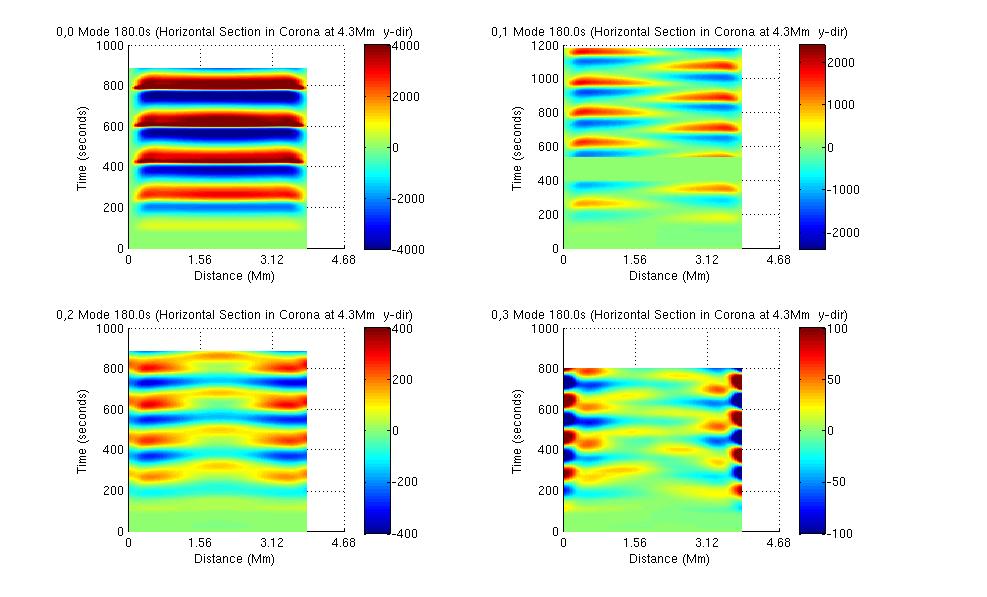 0,0 Mode 180.0s (Horizontal Section in Corona at 4.3Mm  y-dir)
1000
800
600
400
200
0
Time (seconds)
0 1.56 3.12 4.68
Distance (Mm)
4000
2000
0
-2000
-4000
0,1 Mode 180.0s (Horizontal Section in Corona at 4.3Mm  y-dir)
1200
1000
800
600
400
200
0
Time (seconds)
0 1.56 3.12 4.68
Distance (Mm)
2000
1000
0
-1000
-2000
0,2 Mode 180.0s (Horizontal Section in Corona at 4.3Mm  y-dir)
1000
800
600
400
200
0
Time (seconds)
0 1.56 3.12 4.68
Distance (Mm)
400
200
0
-200
-400
0,3 Mode 180.0s (Horizontal Section in Corona at 4.3Mm  y-dir)
1000
800
600
400
200
0
Time (seconds)
0 1.56 3.12 4.68
Distance (Mm)
100
50
0
-50
-100